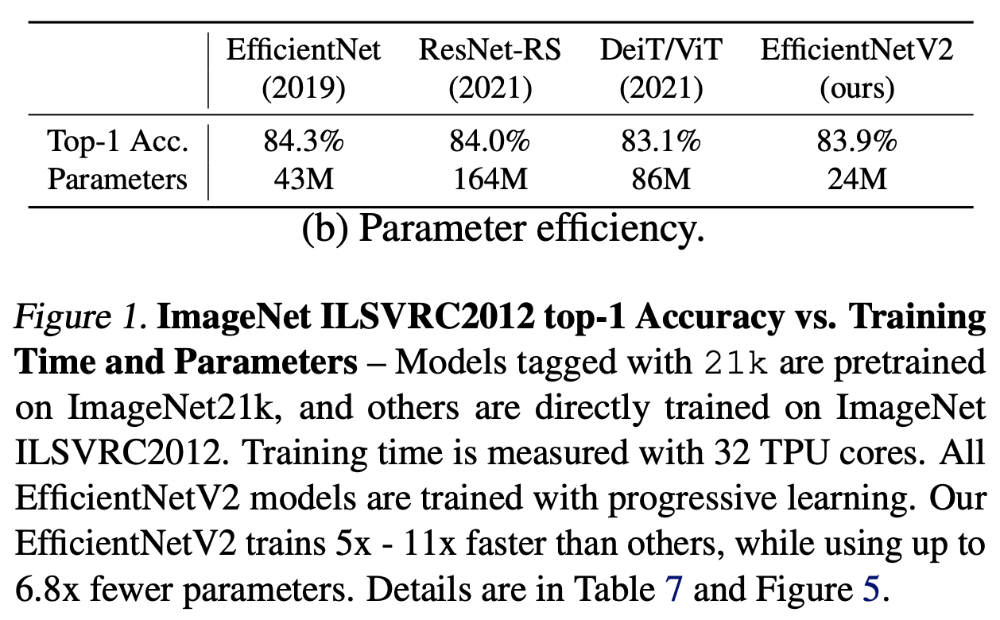 EfficientNet ResNet-RS DeiT/ViT EfficientNetV2
(2019) (2021) (2021) (ours)
Top-1 Acc. 84.3% 84.0% 83.1% 83.9%
Parameters 43M 164M 86M 24M
(b) Parameter efficiency.
Figure 1. ImageNet ILSVRC2012 top-1 Accuracy vs. Training
Time and Parameters – Models tagged with 21k are pretrained
on ImageNet21k, and others are directly trained on ImageNet
ILSVRC2012. Training time is measured with 32 TPU cores. All
EfficientNetV2 models are trained with progressive learning. Our
EfficientNetV2 trains 5x - 11x faster than others, while using up to
6.8x fewer parameters. Details are in Table 7 and Figure 5.